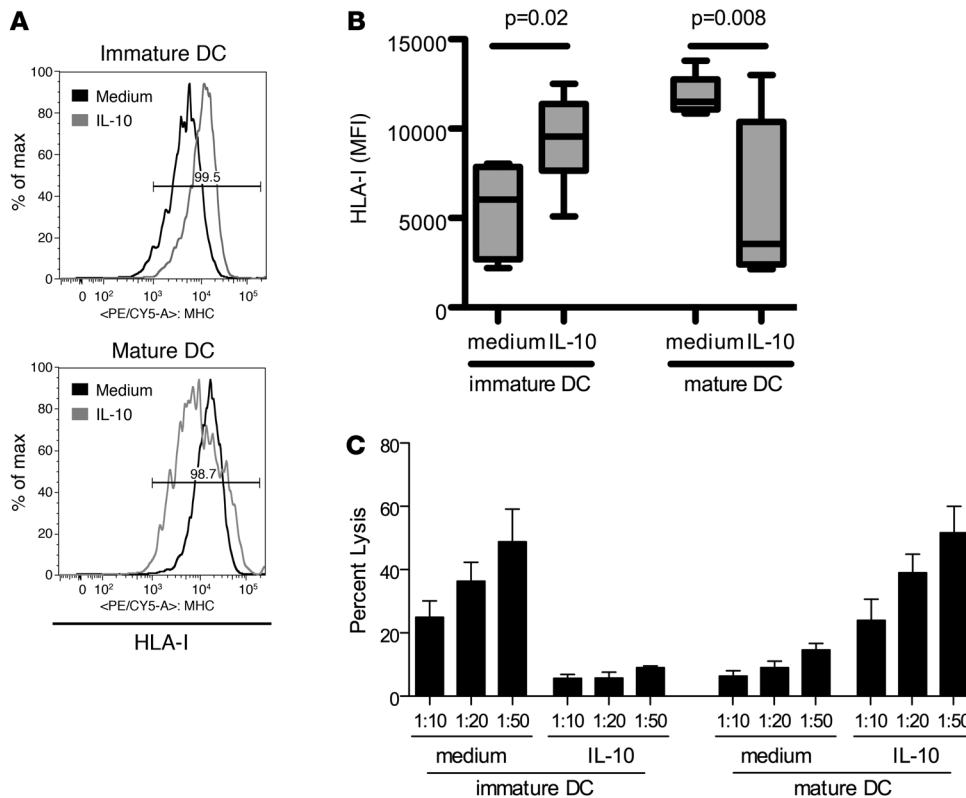 A
Immature DC
100
80
60
40
20
0
% of max
Medium
IL-10
99.5
0 10² 10³ 10⁴ 10⁵
<PE/CY5-A>: MHC
Mature DC
100
80
60
40
20
0
% of max
Medium
IL-10
98.7
0 10² 10³ 10⁴ 10⁵
<PE/CY5-A>: MHC
HLA-I
B
p=0.02 p=0.008
15000
10000
5000
0
HLA-I (MFI)
medium IL-10 medium IL-10
immature DC mature DC
C
80
60
40
20
0
Percent Lysis
1:10 1:20 1:50 1:10 1:20 1:50 1:10 1:20 1:50 1:10 1:20 1:50
medium IL-10 medium IL-10
immature DC mature DC